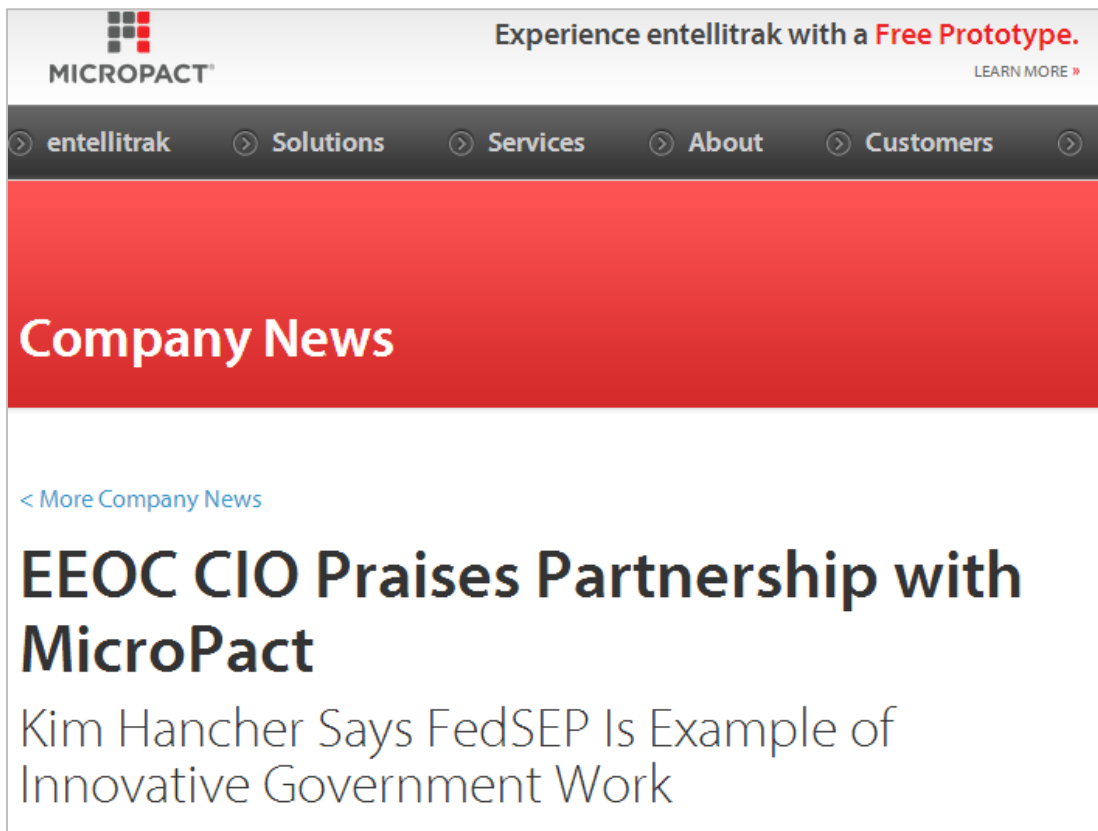 MICROPACT®
Experience entellitrak with a Free Prototype.
LEARN MORE »
entellitrak
Solutions
Services
About
Customers
Company News
< More Company News
EEOC CIO Praises Partnership with
MicroPact
Kim Hancher Says FedSEP Is Example of
Innovative Government Work